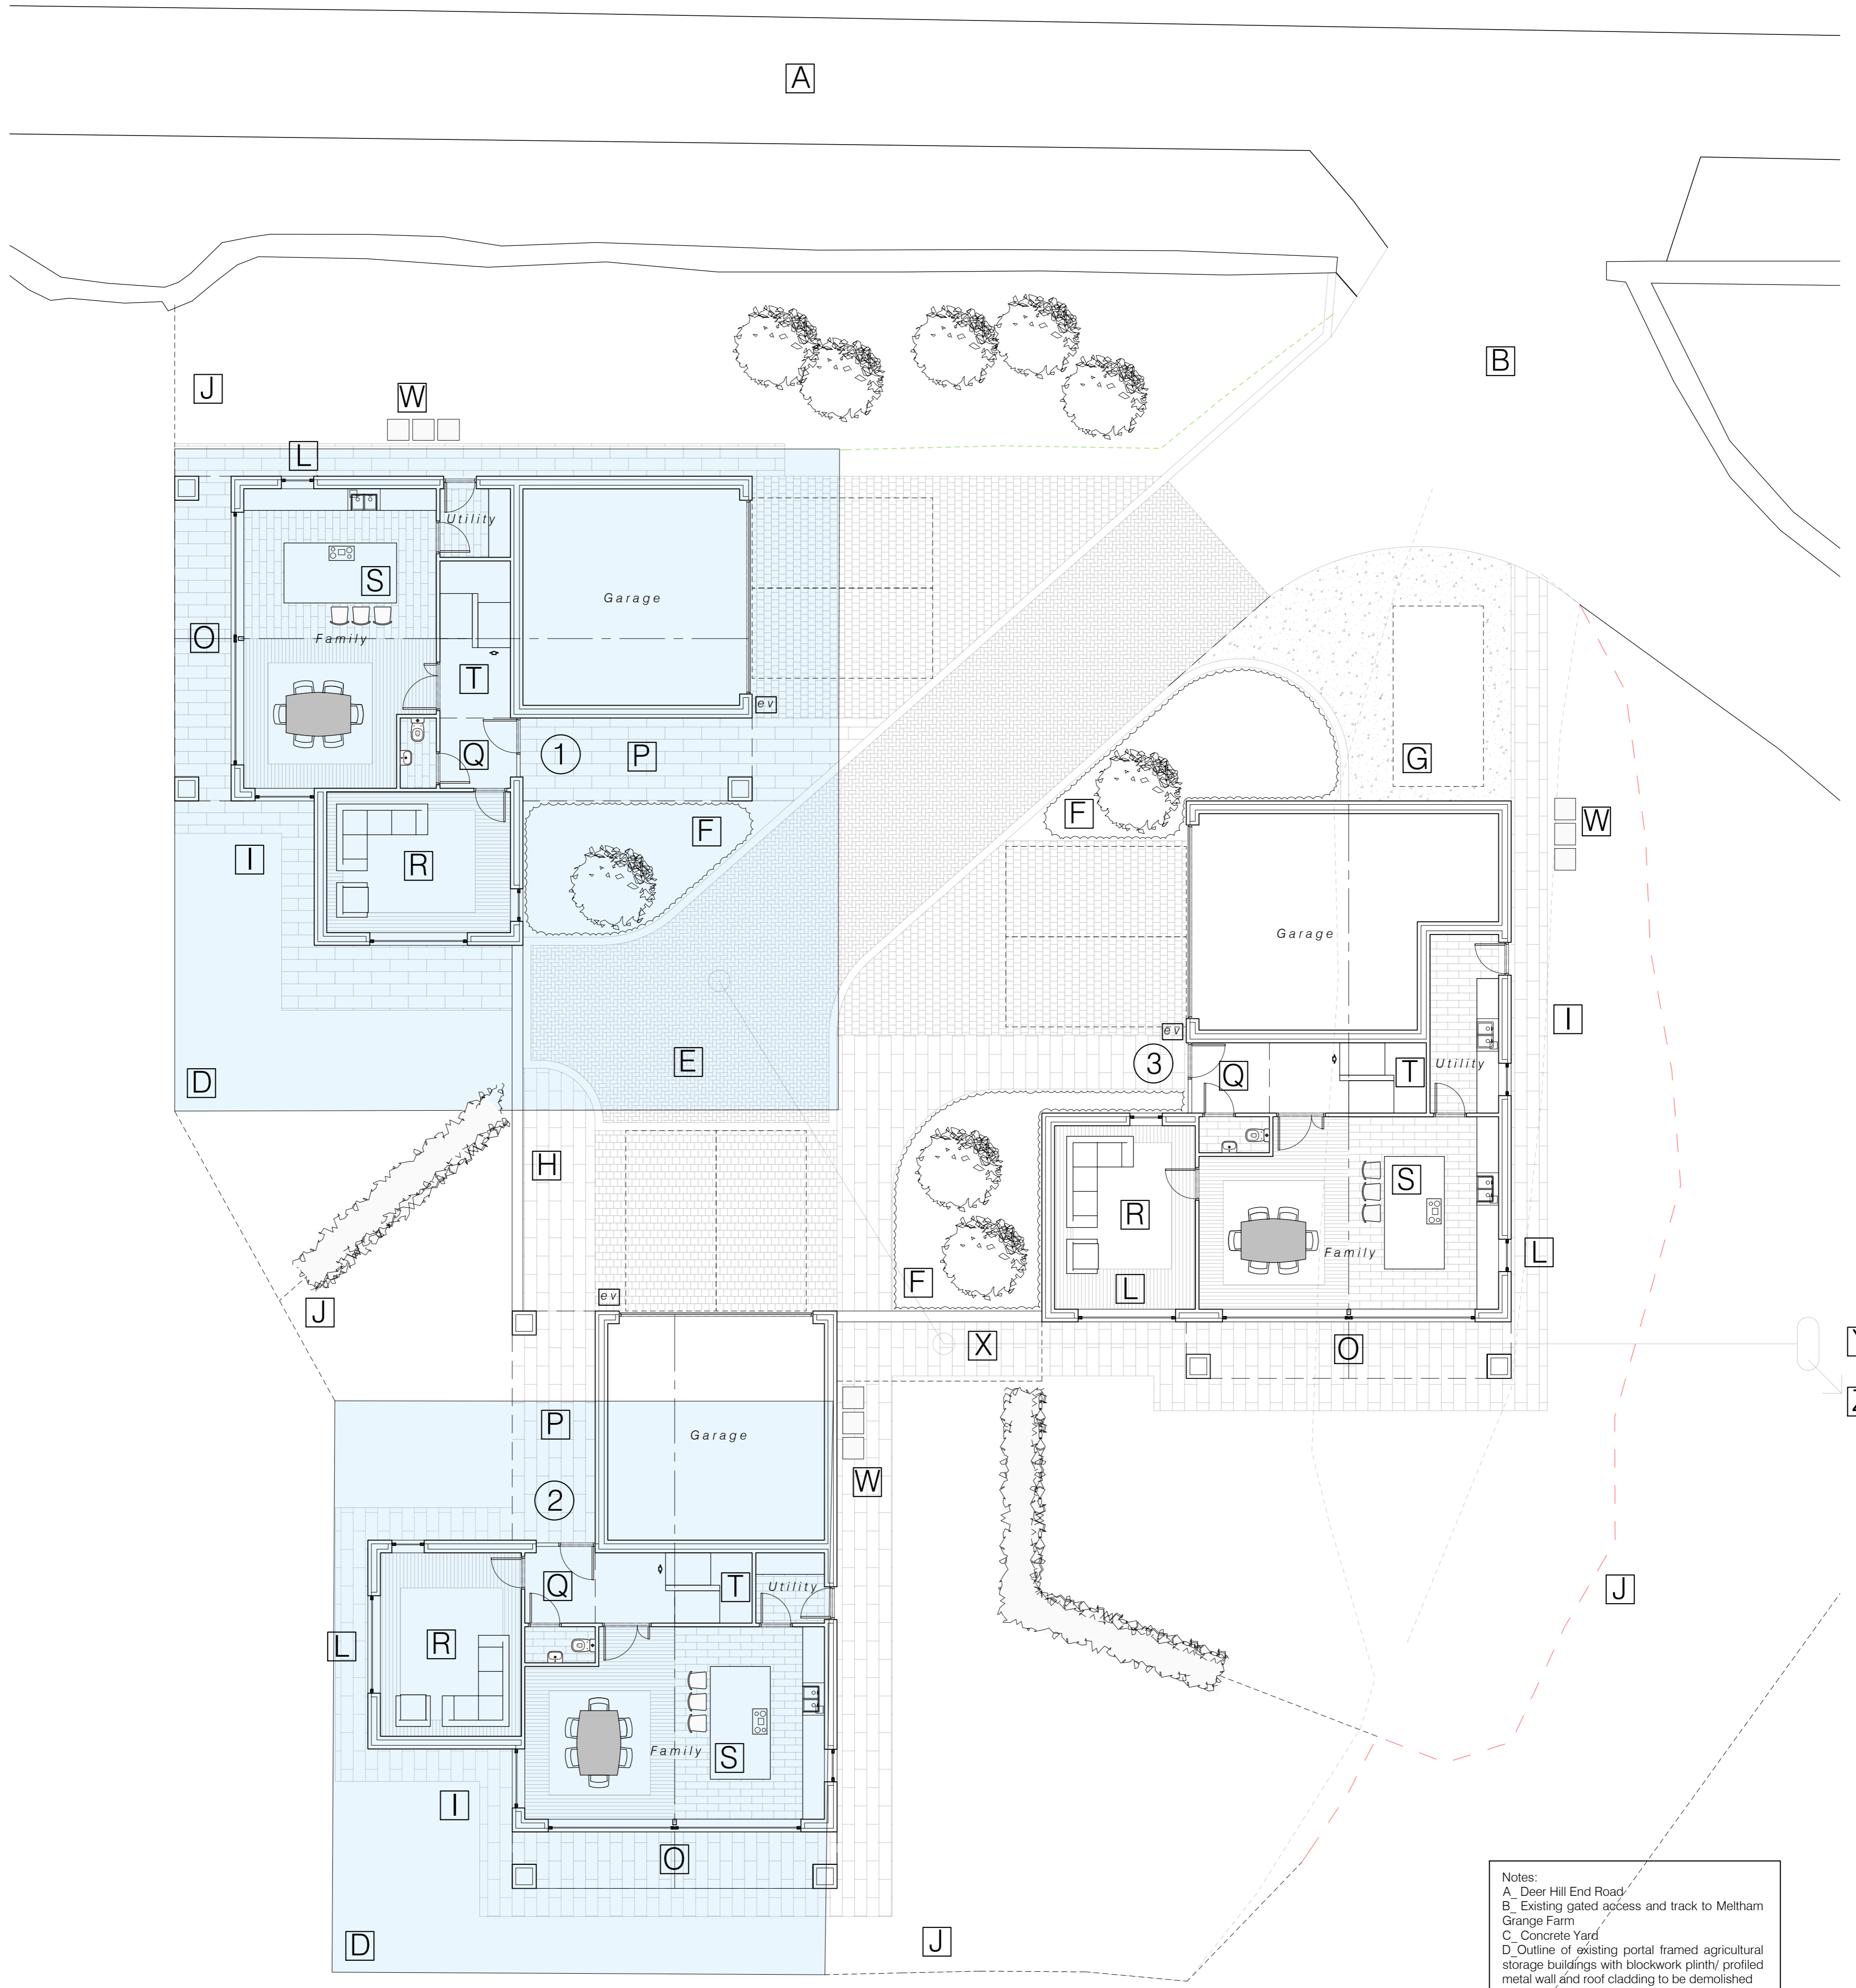 A
B
J
W
L
Utility
S
Garage
O
Family
T
ev
G
Q
1
P
F
F
W
I
R
Garage
I
ev
3
E
Q
T
Utility
D
H
S
R
Family
L
F
L
ev
J
X
O
Y
Z
P
Garage
W
2
Q
T
Utility
J
L
R
Family
S
I
O
D
J
Notes:
A_ Deer Hill End Road
B_ Existing gated access and track to Meltham
Grange Farm
C_ Concrete Yard
D_Outline of existing portal framed agricultural
storage buildings with blockwork plinth/ profiled
metal wall and roof cladding to be demolished